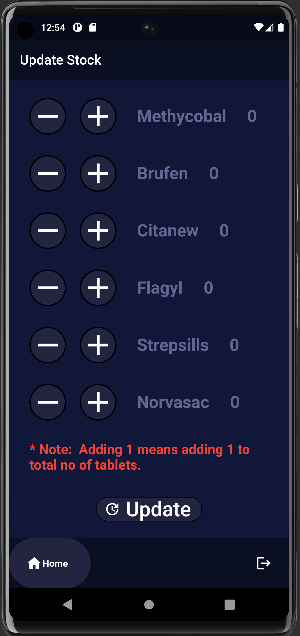 12:54
Update Stock
Methycobal 0
Brufen 0
Citanew 0
Flagyl 0
Strepsills 0
Norvasac 0
* Note: Adding 1 means adding 1 to
total no of tablets.
Update
Home